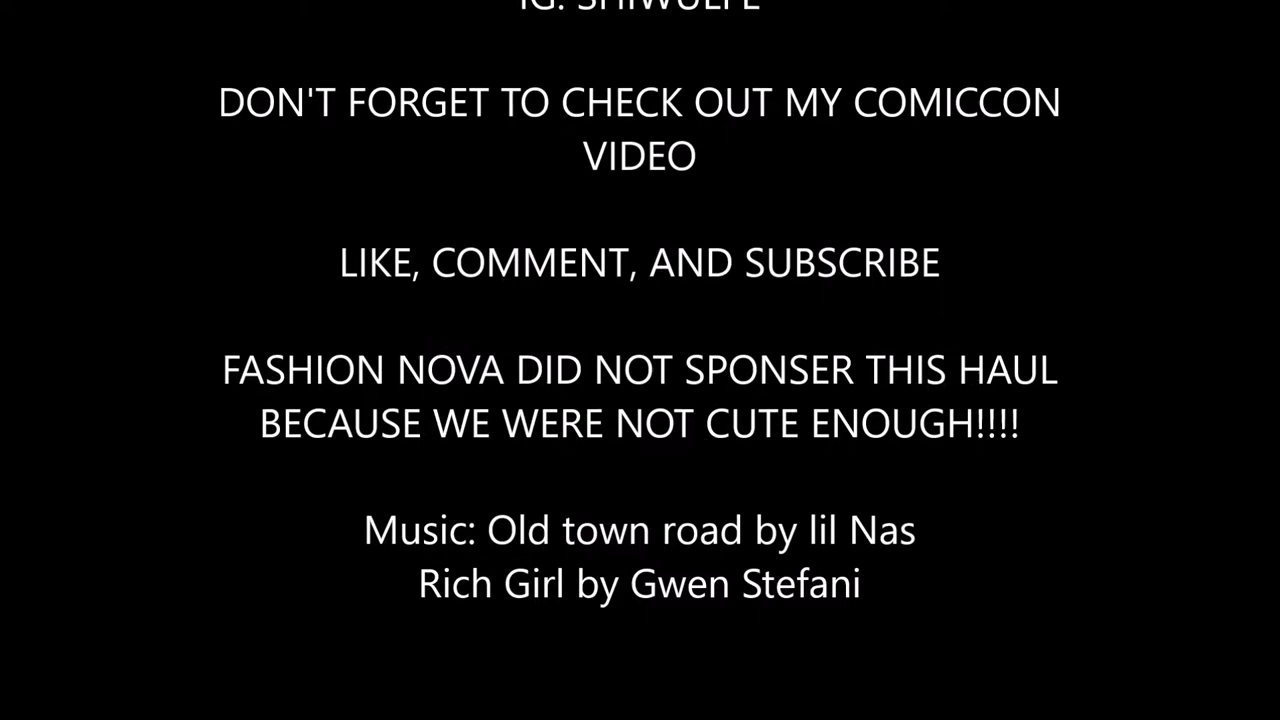 DON'T FORGET TO CHECK OUT MY COMICCON
VIDEO
LIKE, COMMENT, AND SUBSCRIBE
FASHION NOVA DID NOT SPONSER THIS HAUL
BECAUSE WE WERE NOT CUTE ENOUGH!!!!
Music: Old town road by lil Nas
Rich Girl by Gwen Stefani